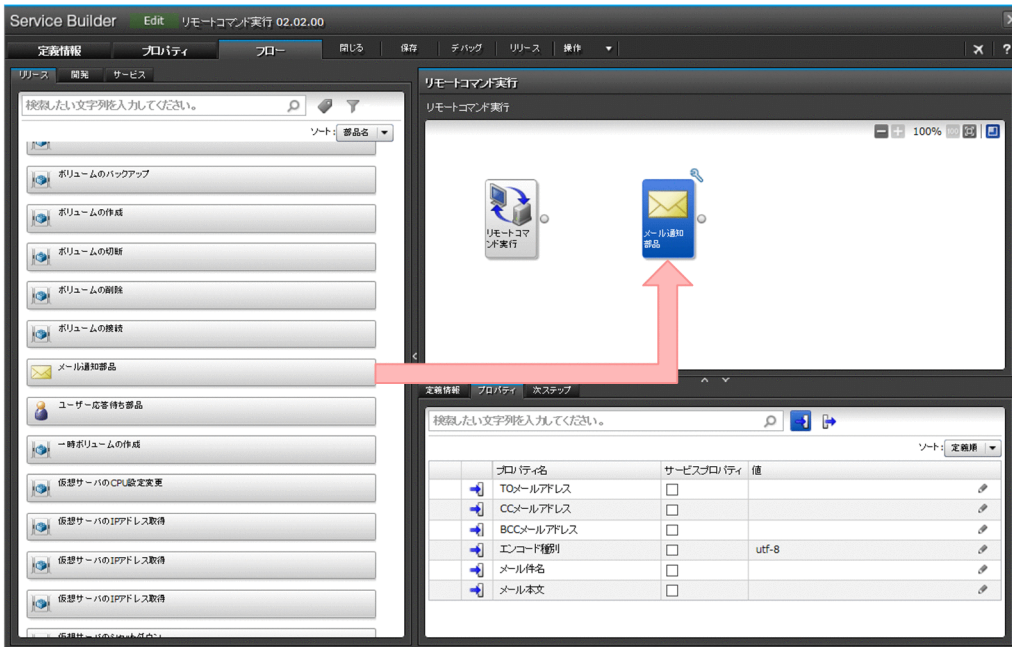 Service Builder Edit リモートコマンド実行 02.02.00
定義情報 プロパティ フロー 閉じる 保存 デバッグ リリース 操作
リリース 開発 サービス
検索したい文字列を入力してください。
ソート: 部品名
ボリュームのバックアップ
ボリュームの作成
ボリュームの切断
ボリュームの削除
ボリュームの接続
メール通知部品
ユーザー応答待ち部品
一時ボリュームの作成
仮想サーバのCPU設定変更
仮想サーバのIPアドレス取得
仮想サーバのIPアドレス取得
仮想サーバのIPアドレス取得
リモートコマンド実行
リモートコマンド実行
100%
リモートコマ
ンド実行
メール通知
部品
定義情報 プロパティ 次ステップ
検索したい文字列を入力してください。
ソート: 定義順
プロパティ名 サービスプロパティ 値
TOメールアドレス
CCメールアドレス
BCCメールアドレス
エンコード種別 utf-8
メール件名
メール本文